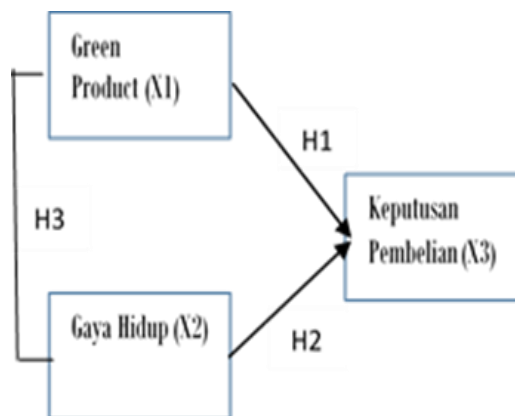 Green
Product (X1)
H1
Keputusan
Pembelian (X3)
H3
Gaya Hidup (X2)
H2